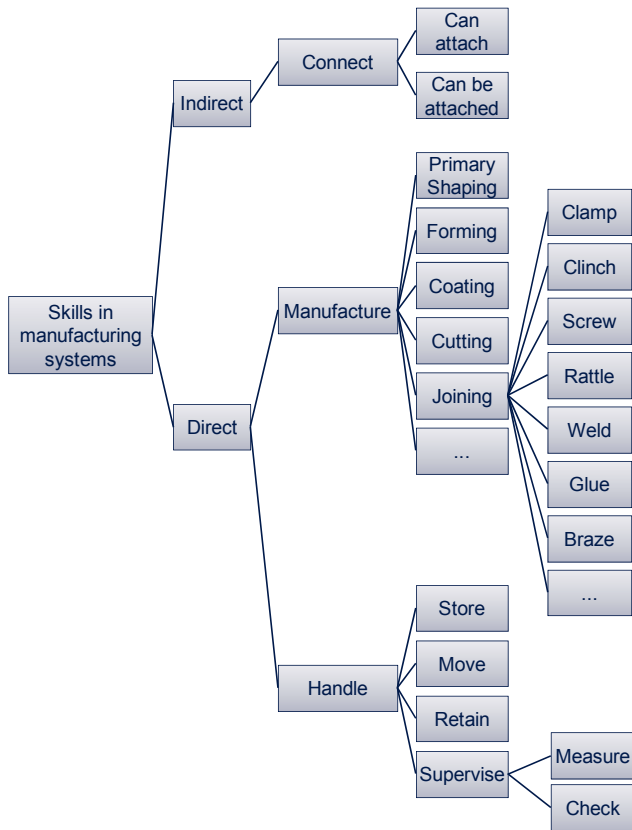 Skills in
manufacturing
systems
Indirect
Connect
Can
attach
Can be
attached
Direct
Manufacture
Primary
Shaping
Forming
Coating
Cutting
Joining
Clamp
Clinch
Screw
Rattle
Weld
Glue
Braze
...
...
Handle
Store
Move
Retain
Supervise
Measure
Check